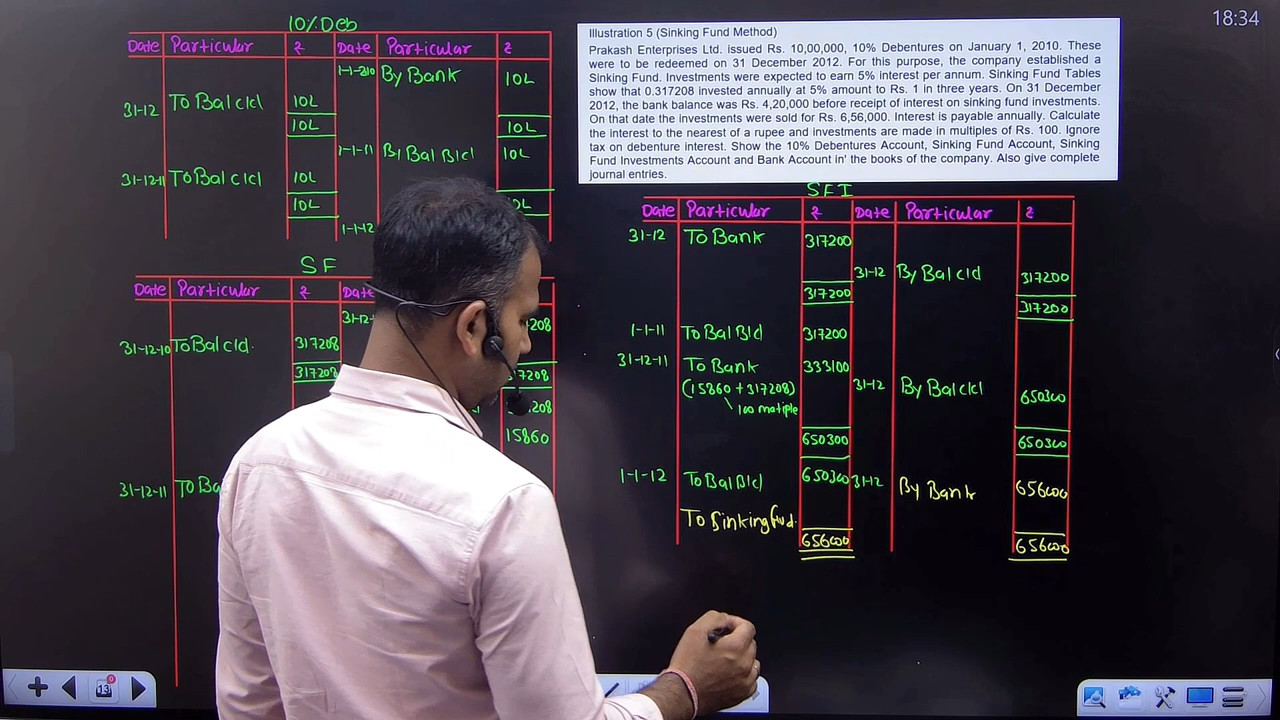 18:34
10% Deb
Date Particular ₹ Date Particular ₹
1-1-2010 By Bank 10L
31-12 To Bal c/d 10L
10L 10L
1-1-11 By Bal B/d 10L
31-12-11 To Bal c/d 10L
10L 10L
1-1-12
Illustration 5 (Sinking Fund Method)
Prakash Enterprises Ltd. issued Rs. 10,00,000, 10% Debentures on January 1, 2010. These
were to be redeemed on 31 December 2012. For this purpose, the company established a
Sinking Fund. Investments were expected to earn 5% interest per annum. Sinking Fund Tables
show that 0.317208 invested annually at 5% amount to Rs. 1 in three years. On 31 December
2012, the bank balance was Rs. 4,20,000 before receipt of interest on sinking fund investments.
On that date the investments were sold for Rs. 6,56,000. Interest is payable annually. Calculate
the interest to the nearest of a rupee and investments are made in multiples of Rs. 100. Ignore
tax on debenture interest. Show the 10% Debentures Account, Sinking Fund Account, Sinking
Fund Investments Account and Bank Account in' the books of the company. Also give complete
journal entries.
SF
Date Particular ₹ Date
31-12- 208
31-12-10 To Bal c/d. 317208
317208 7208
208
15860
31-12-11 To Ba
SFI
Date Particular ₹ Date Particular ₹
31-12 To Bank 317200
31-12 By Bal c/d 317200
317200 317200
1-1-11 To Bal B/d 317200
31-12-11 To Bank 333100
(15860 + 317208) 31-12 By Bal c/d 650300
100 matiple
650300 650300
1-1-12 To Bal B/d 650300 31-12 By Bank 656000
To Sinking fud.
656000 656000
13